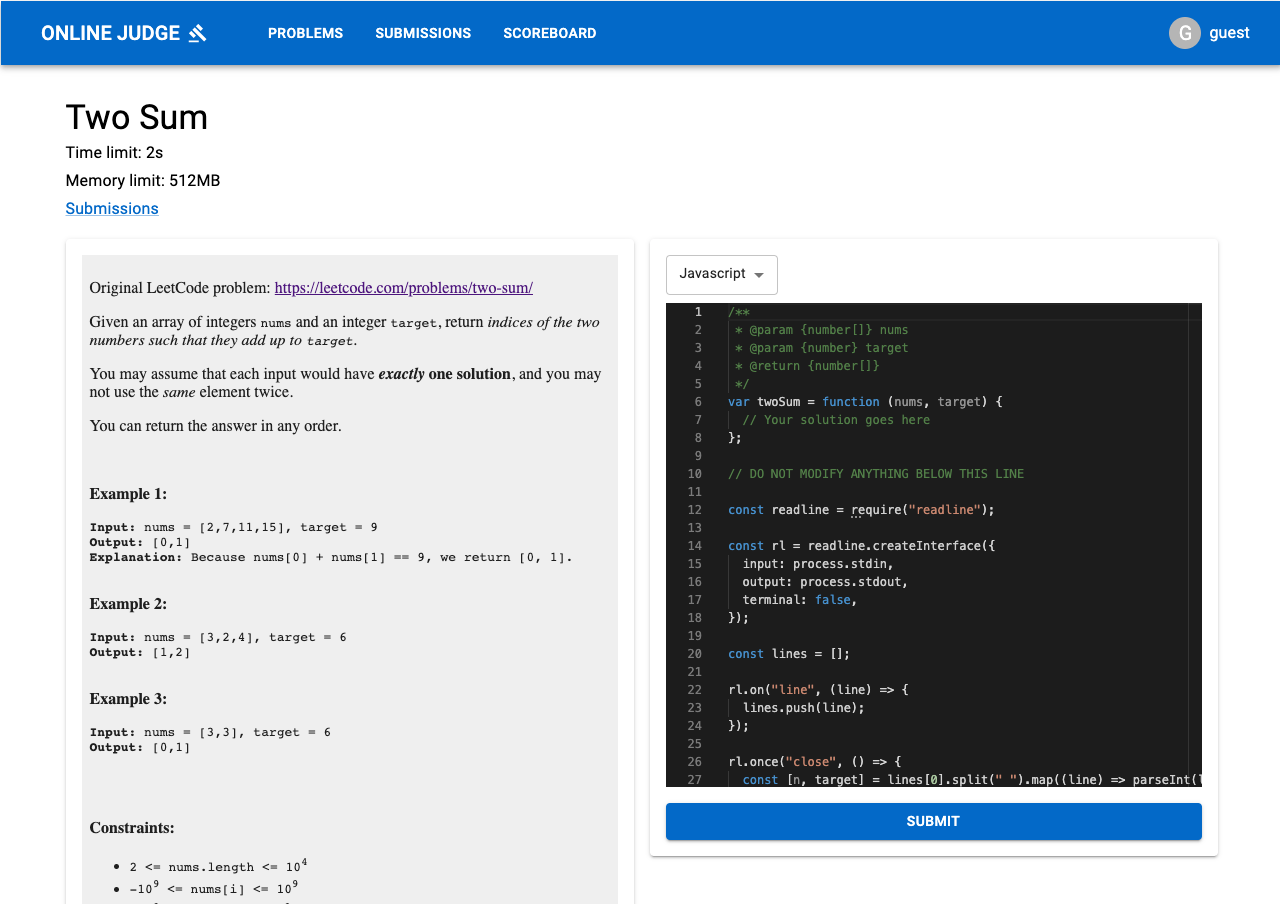 ONLINE JUDGE
PROBLEMS
SUBMISSIONS
SCOREBOARD
G
guest
Two Sum
Time limit: 2s
Memory limit: 512MB
Submissions
Original LeetCode problem: https://leetcode.com/problems/two-sum/
Given an array of integers nums and an integer target, return indices of the two
numbers such that they add up to target.
You may assume that each input would have exactly one solution, and you may
not use the same element twice.
You can return the answer in any order.
Example 1:
Input: nums = [2,7,11,15], target = 9
Output: [0,1]
Explanation: Because nums[0] + nums[1] == 9, we return [0, 1].
Example 2:
Input: nums = [3,2,4], target = 6
Output: [1,2]
Example 3:
Input: nums = [3,3], target = 6
Output: [0,1]
Constraints:
• 2 <= nums.length <= 10⁴
• -10⁹ <= nums[i] <= 10⁹
Javascript
1 /**
2 * @param {number[]} nums
3 * @param {number} target
4 * @return {number[]}
5 */
6 var twoSum = function (nums, target) {
7 // Your solution goes here
8 };
9
10 // DO NOT MODIFY ANYTHING BELOW THIS LINE
11
12 const readline = require("readline");
13
14 const rl = readline.createInterface({
15 input: process.stdin,
16 output: process.stdout,
17 terminal: false,
18 });
19
20 const lines = [];
21
22 rl.on("line", (line) => {
23 lines.push(line);
24 });
25
26 rl.once("close", () => {
27 const [n, target] = lines[0].split(" ").map((line) => parseInt(
SUBMIT